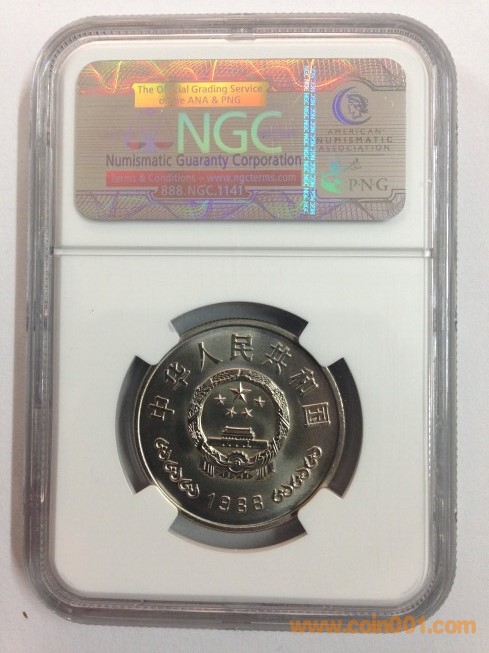 The Official Grading Service
of the ANA & PNG
NGC
Numismatic Guaranty Corporation
Terms & Conditions – www.ngcterms.com
888.NGC.1141
AMERICAN
NUMISMATIC
ASSOCIATION
PNG
中华人民共和国
1988
www.coin001.com